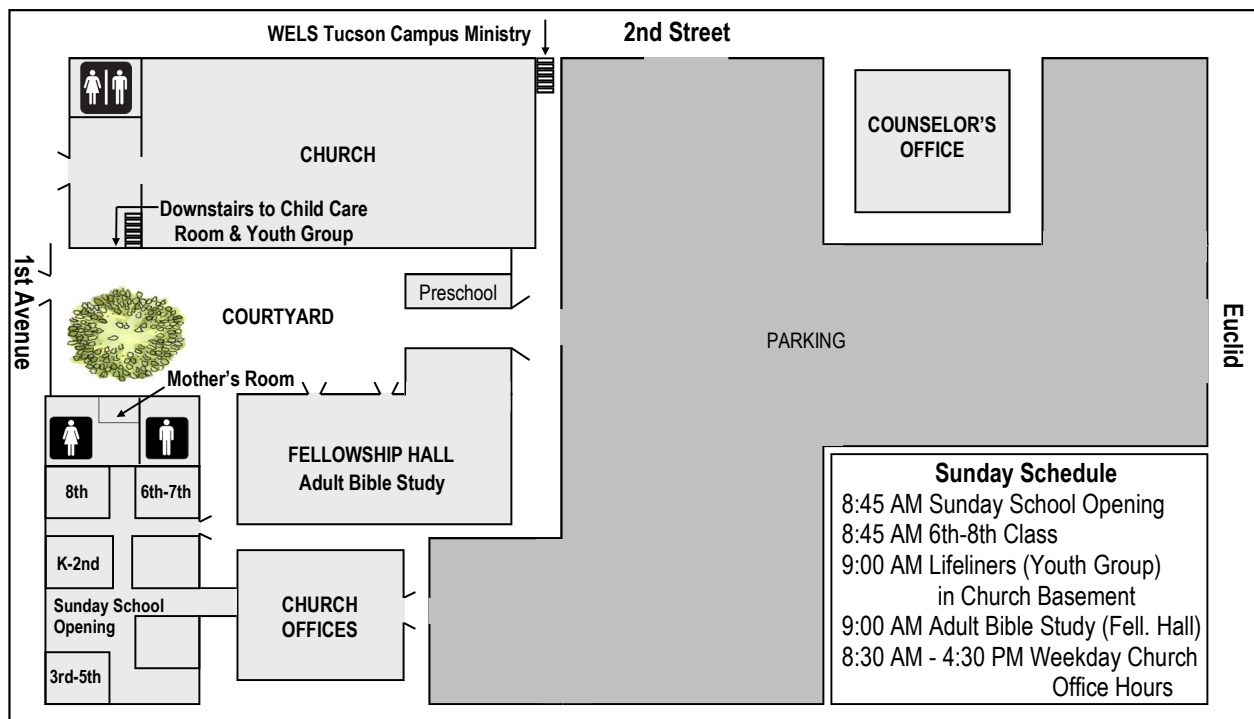 WELS Tucson Campus Ministry
2nd Street
COUNSELOR'S
OFFICE
CHURCH
Downstairs to Child Care
Room & Youth Group
1st Avenue
Preschool
COURTYARD
PARKING
Euclid
Mother's Room
FELLOWSHIP HALL
Adult Bible Study
8th
6th-7th
K-2nd
Sunday School
Opening
CHURCH
OFFICES
3rd-5th
Sunday Schedule
8:45 AM Sunday School Opening
8:45 AM 6th-8th Class
9:00 AM Lifeliners (Youth Group)
in Church Basement
9:00 AM Adult Bible Study (Fell. Hall)
8:30 AM - 4:30 PM Weekday Church
Office Hours